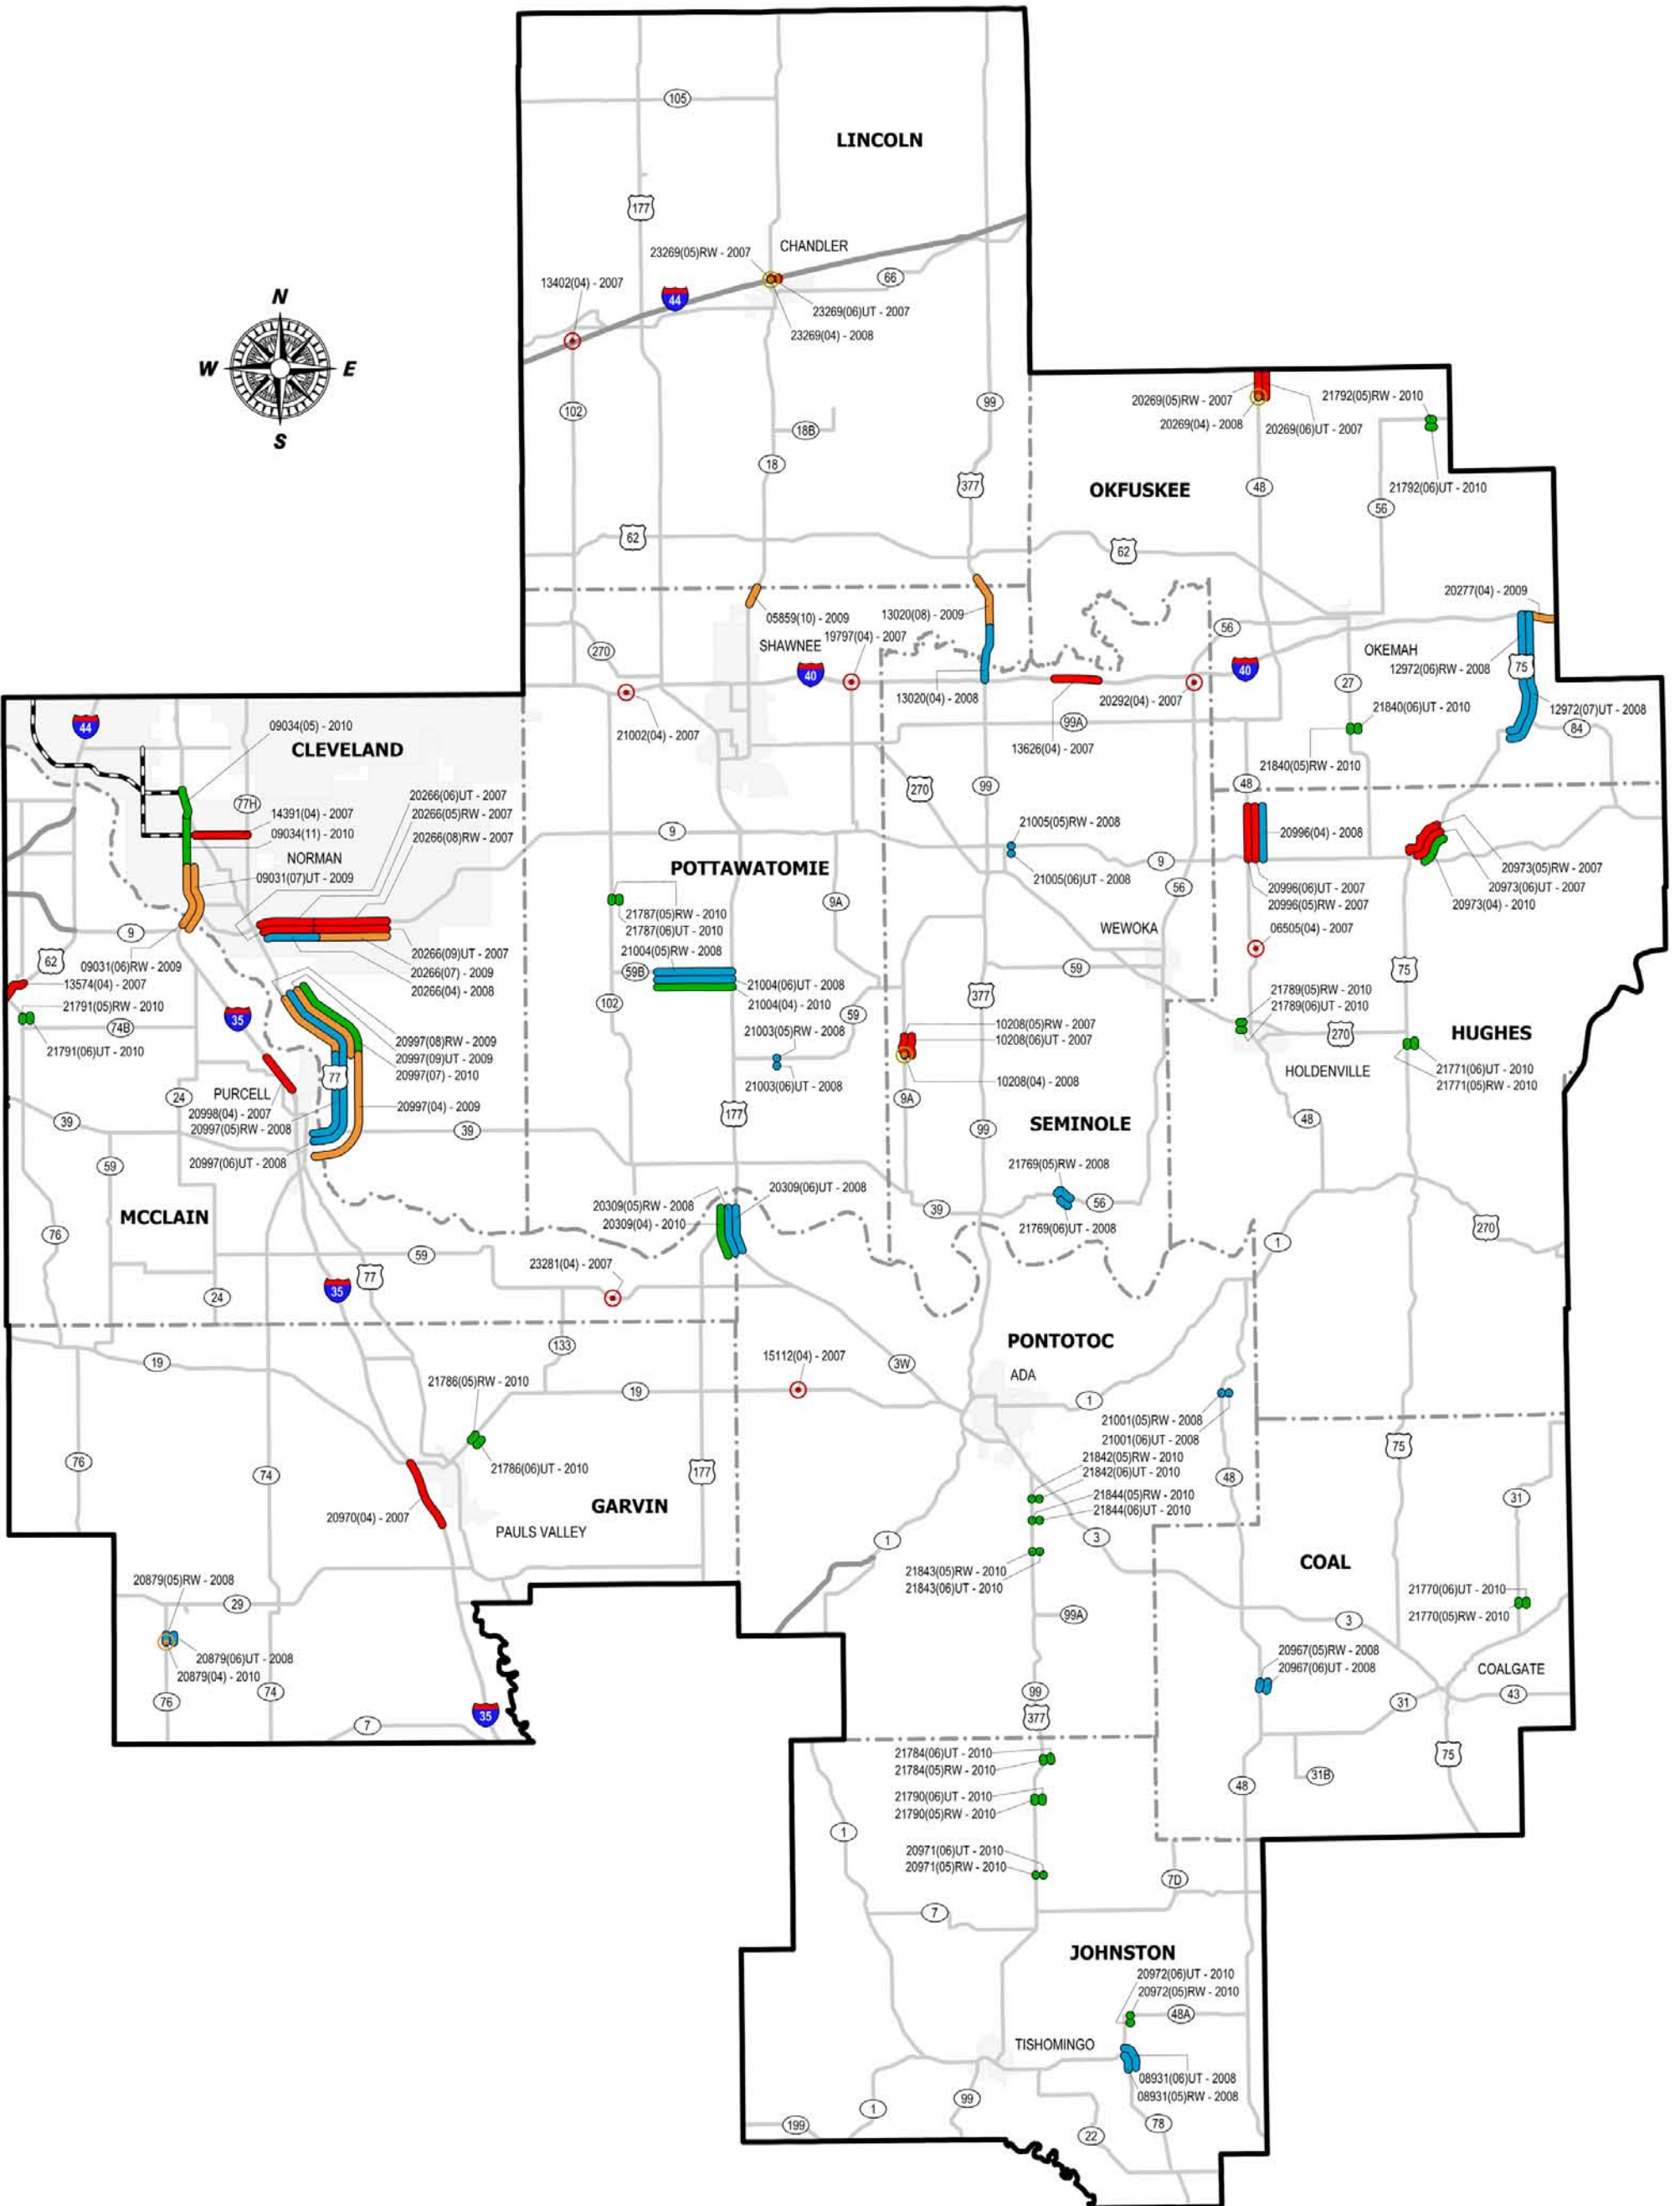 105
LINCOLN
177
23269(05)RW - 2007
CHANDLER
13402(04) - 2007
66
44
23269(06)UT - 2007
23269(04) - 2008
N
W
E
S
102
99
18B
18
377
20269(05)RW - 2007
20269(04) - 2008
20269(06)UT - 2007
21792(05)RW - 2010
OKFUSKEE
48
21792(06)UT - 2010
56
62
62
05859(10) - 2009
SHAWNEE
13020(08) - 2009
19797(04) - 2007
20277(04) - 2009
56
270
40
40
OKEMAH
12972(06)RW - 2008
75
27
13020(04) - 2008
20292(04) - 2007
12972(07)UT - 2008
84
21002(04) - 2007
99A
13626(04) - 2007
21840(06)UT - 2010
21840(05)RW - 2010
44
09034(05) - 2010
CLEVELAND
77H
20266(06)UT - 2007
20266(05)RW - 2007
20266(08)RW - 2007
14391(04) - 2007
09034(11) - 2010
NORMAN
09031(07)UT - 2009
270
99
48
9
21005(05)RW - 2008
20996(04) - 2008
9
POTTAWATOMIE
21005(06)UT - 2008
20973(05)RW - 2007
20973(06)UT - 2007
20973(04) - 2010
56
20996(06)UT - 2007
20996(05)RW - 2007
9
9A
21787(05)RW - 2010
21787(06)UT - 2010
21004(05)RW - 2008
WEWOKA
06505(04) - 2007
62
09031(06)RW - 2009
13574(04) - 2007
20266(09)UT - 2007
20266(07) - 2009
20266(04) - 2008
59B
59
75
21791(05)RW - 2010
74B
21791(06)UT - 2010
35
102
21004(06)UT - 2008
21004(04) - 2010
377
59
21789(05)RW - 2010
21789(06)UT - 2010
20997(08)RW - 2009
20997(09)UT - 2009
20997(07) - 2010
21003(05)RW - 2008
10208(05)RW - 2007
10208(06)UT - 2007
270
HUGHES
HOLDENVILLE
21771(06)UT - 2010
21771(05)RW - 2010
77
21003(06)UT - 2008
10208(04) - 2008
PURCELL
24
20998(04) - 2007
20997(05)RW - 2008
20997(04) - 2009
39
39
177
9A
99
SEMINOLE
48
20997(06)UT - 2008
59
21769(05)RW - 2008
MCCLAIN
20309(05)RW - 2008
20309(04) - 2010
20309(06)UT - 2008
39
56
21769(06)UT - 2008
76
59
270
1
23281(04) - 2007
77
35
24
133
PONTOTOC
19
15112(04) - 2007
3W
ADA
21786(05)RW - 2010
19
1
21001(05)RW - 2008
21001(06)UT - 2008
21842(05)RW - 2010
21842(06)UT - 2010
75
76
74
21786(06)UT - 2010
177
48
21844(05)RW - 2010
21844(06)UT - 2010
31
GARVIN
20970(04) - 2007
PAULS VALLEY
1
3
21843(05)RW - 2010
21843(06)UT - 2010
COAL
20879(05)RW - 2008
29
21770(06)UT - 2010
21770(05)RW - 2010
99A
3
20879(06)UT - 2008
20879(04) - 2010
20967(05)RW - 2008
20967(06)UT - 2008
COALGATE
76
74
99
31
43
35
377
7
21784(06)UT - 2010
21784(05)RW - 2010
75
21790(06)UT - 2010
21790(05)RW - 2010
48
31B
1
20971(06)UT - 2010
20971(05)RW - 2010
7D
7
JOHNSTON
20972(06)UT - 2010
20972(05)RW - 2010
48A
TISHOMINGO
08931(06)UT - 2008
08931(05)RW - 2008
99
1
199
78
22